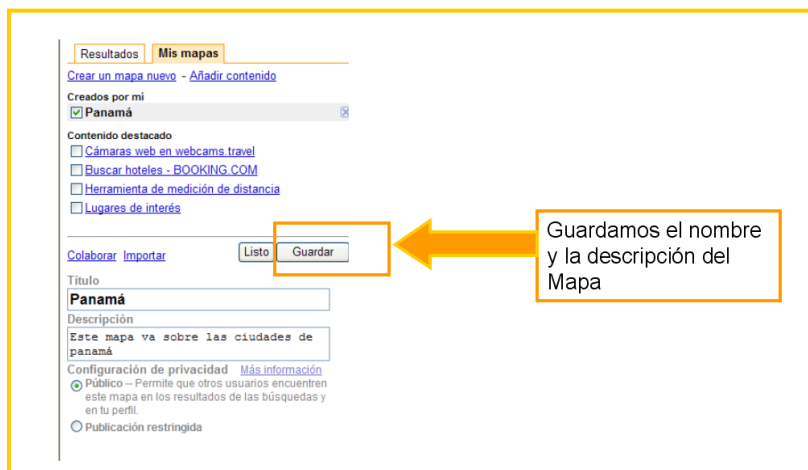 Resultados Mis mapas
Crear un mapa nuevo - Añadir contenido
Creados por mí
Panamá
Contenido destacado
Cámaras web en webcams.travel
Buscar hoteles - BOOKING.COM
Herramienta de medición de distancia
Lugares de interés
Colaborar Importar Listo Guardar
Título
Panamá
Descripción
Este mapa va sobre las ciudades de
panamá
Configuración de privacidad Más información
Público – Permite que otros usuarios encuentren
este mapa en los resultados de las búsquedas y
en tu perfil.
Publicación restringida
Guardamos el nombre
y la descripción del
Mapa